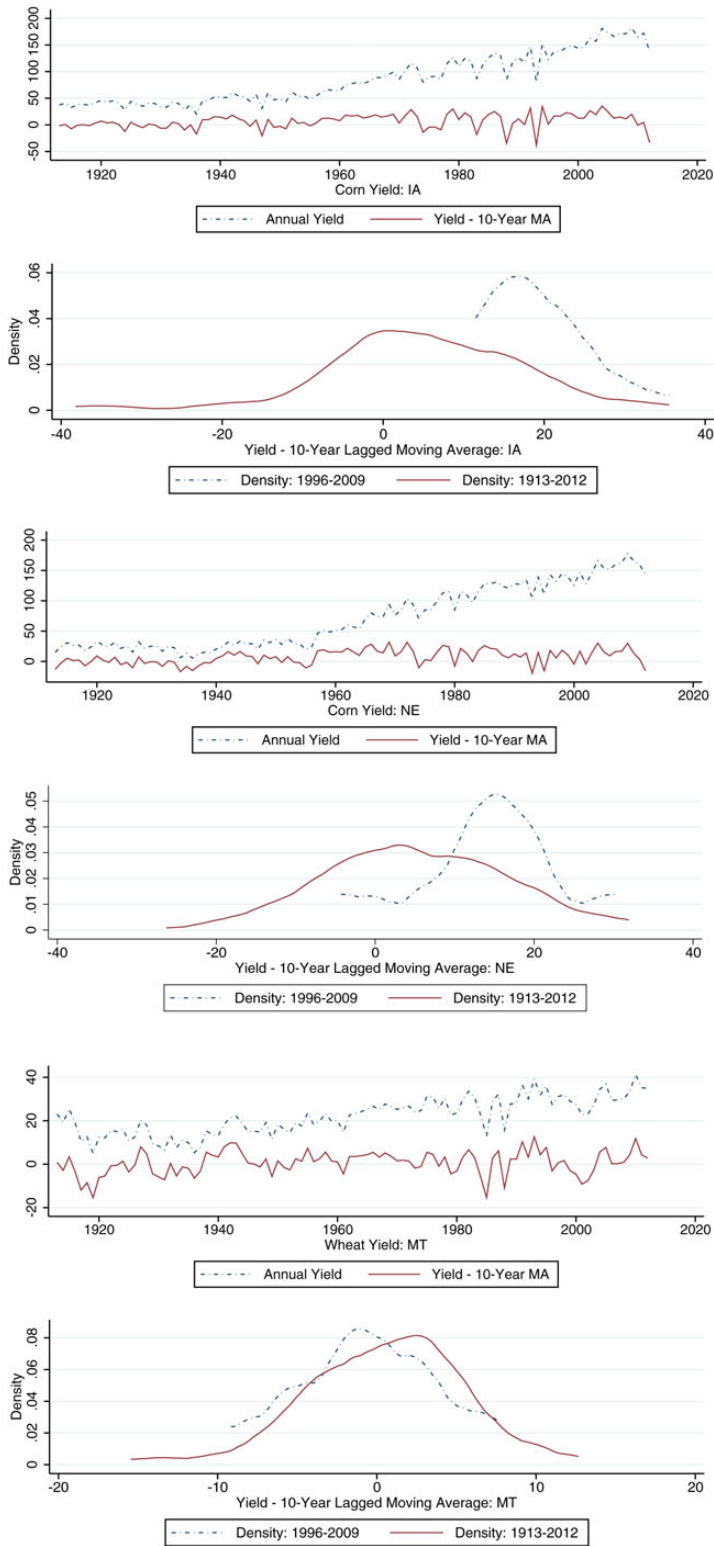 -50 0 50 100 150 200
1920 1940 1960 1980 2000 2020
Corn Yield: IA
Annual Yield Yield - 10-Year MA
Density
0 .02 .04 .06
-40 -20 0 20 40
Yield - 10-Year Lagged Moving Average: IA
Density: 1996-2009 Density: 1913-2012
0 50 100 150 200
1920 1940 1960 1980 2000 2020
Corn Yield: NE
Annual Yield Yield - 10-Year MA
Density
0 .01 .02 .03 .04 .05
-40 -20 0 20 40
Yield - 10-Year Lagged Moving Average: NE
Density: 1996-2009 Density: 1913-2012
-20 0 20 40
1920 1940 1960 1980 2000 2020
Wheat Yield: MT
Annual Yield Yield - 10-Year MA
Density
0 .02 .04 .06 .08
-20 -10 0 10 20
Yield - 10-Year Lagged Moving Average: MT
Density: 1996-2009 Density: 1913-2012